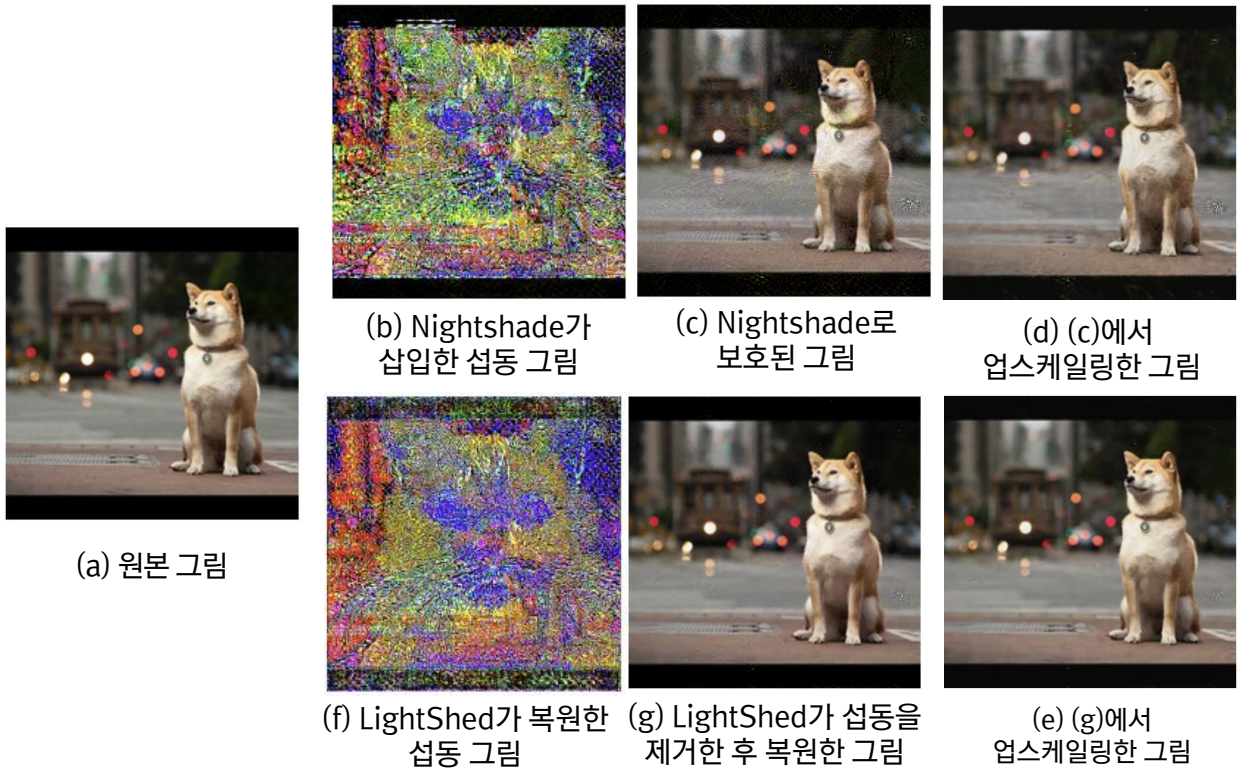 (b) Nightshade가
삽입한 섭동 그림
(c) Nightshade로
보호된 그림
(d) (c)에서
업스케일링한 그림
(a) 원본 그림
(f) LightShed가 복원한
섭동 그림
(g) LightShed가 섭동을
제거한 후 복원한 그림
(e) (g)에서
업스케일링한 그림